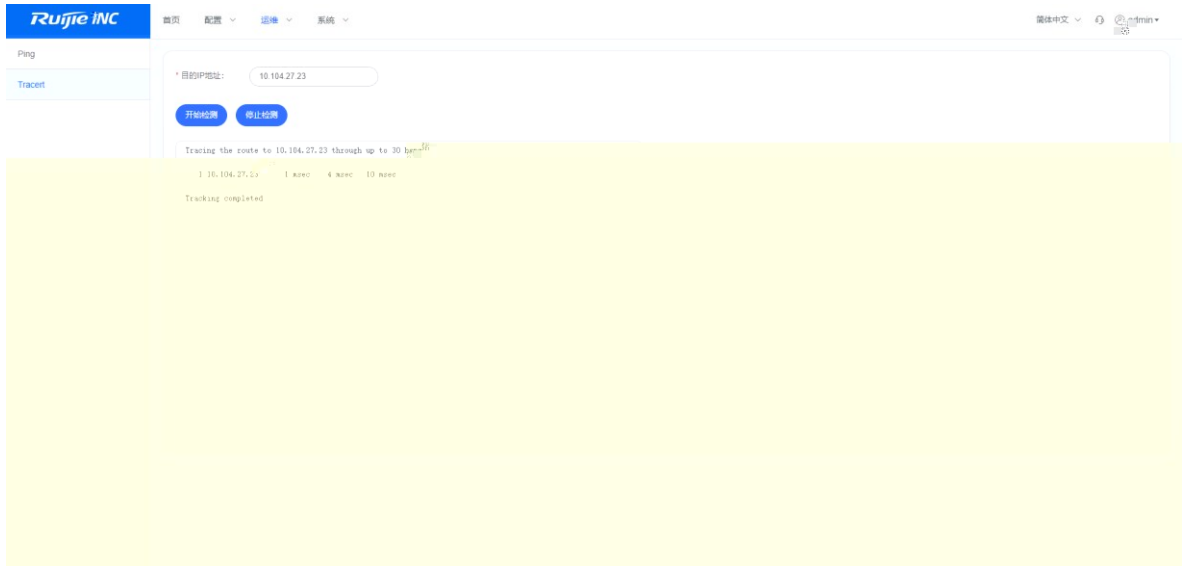 Ruijie INC
首页 配置 运维 系统 简体中文 admin
Ping
Tracert
* 目的IP地址: 10.104.27.23
开始检测 停止检测
Tracing the route to 10.104.27.23 through up to 30
1 10.104.27.23 1 msec 4 msec 10 msec
Tracking completed